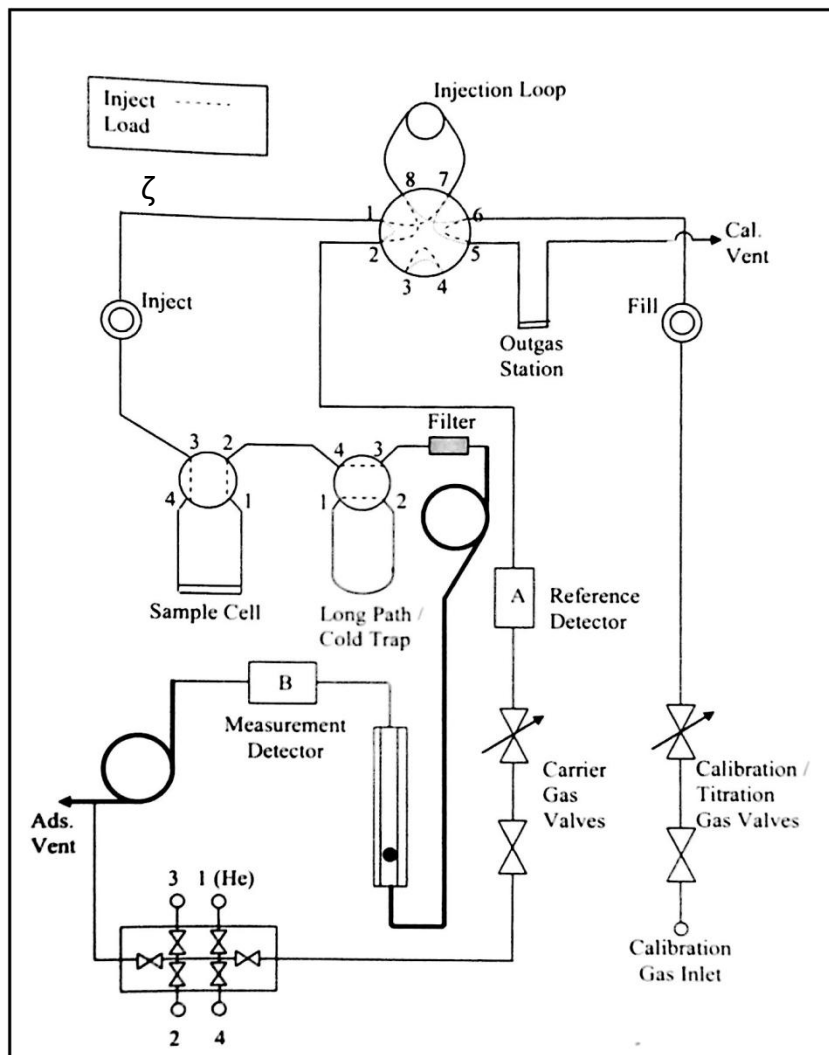 Inject
Load
Injection Loop
ζ
8 7
1 6
2 5
3 4
Cal.
Vent
Inject
Fill
Outgas
Station
Filter
3 2
4 3
4 1
1 2
Sample Cell
Long Path /
Cold Trap
A
Reference
Detector
B
Measurement
Detector
Carrier
Gas
Valves
Calibration /
Titration
Gas Valves
Ads.
Vent
3 1 (He)
2 4
Calibration
Gas Inlet